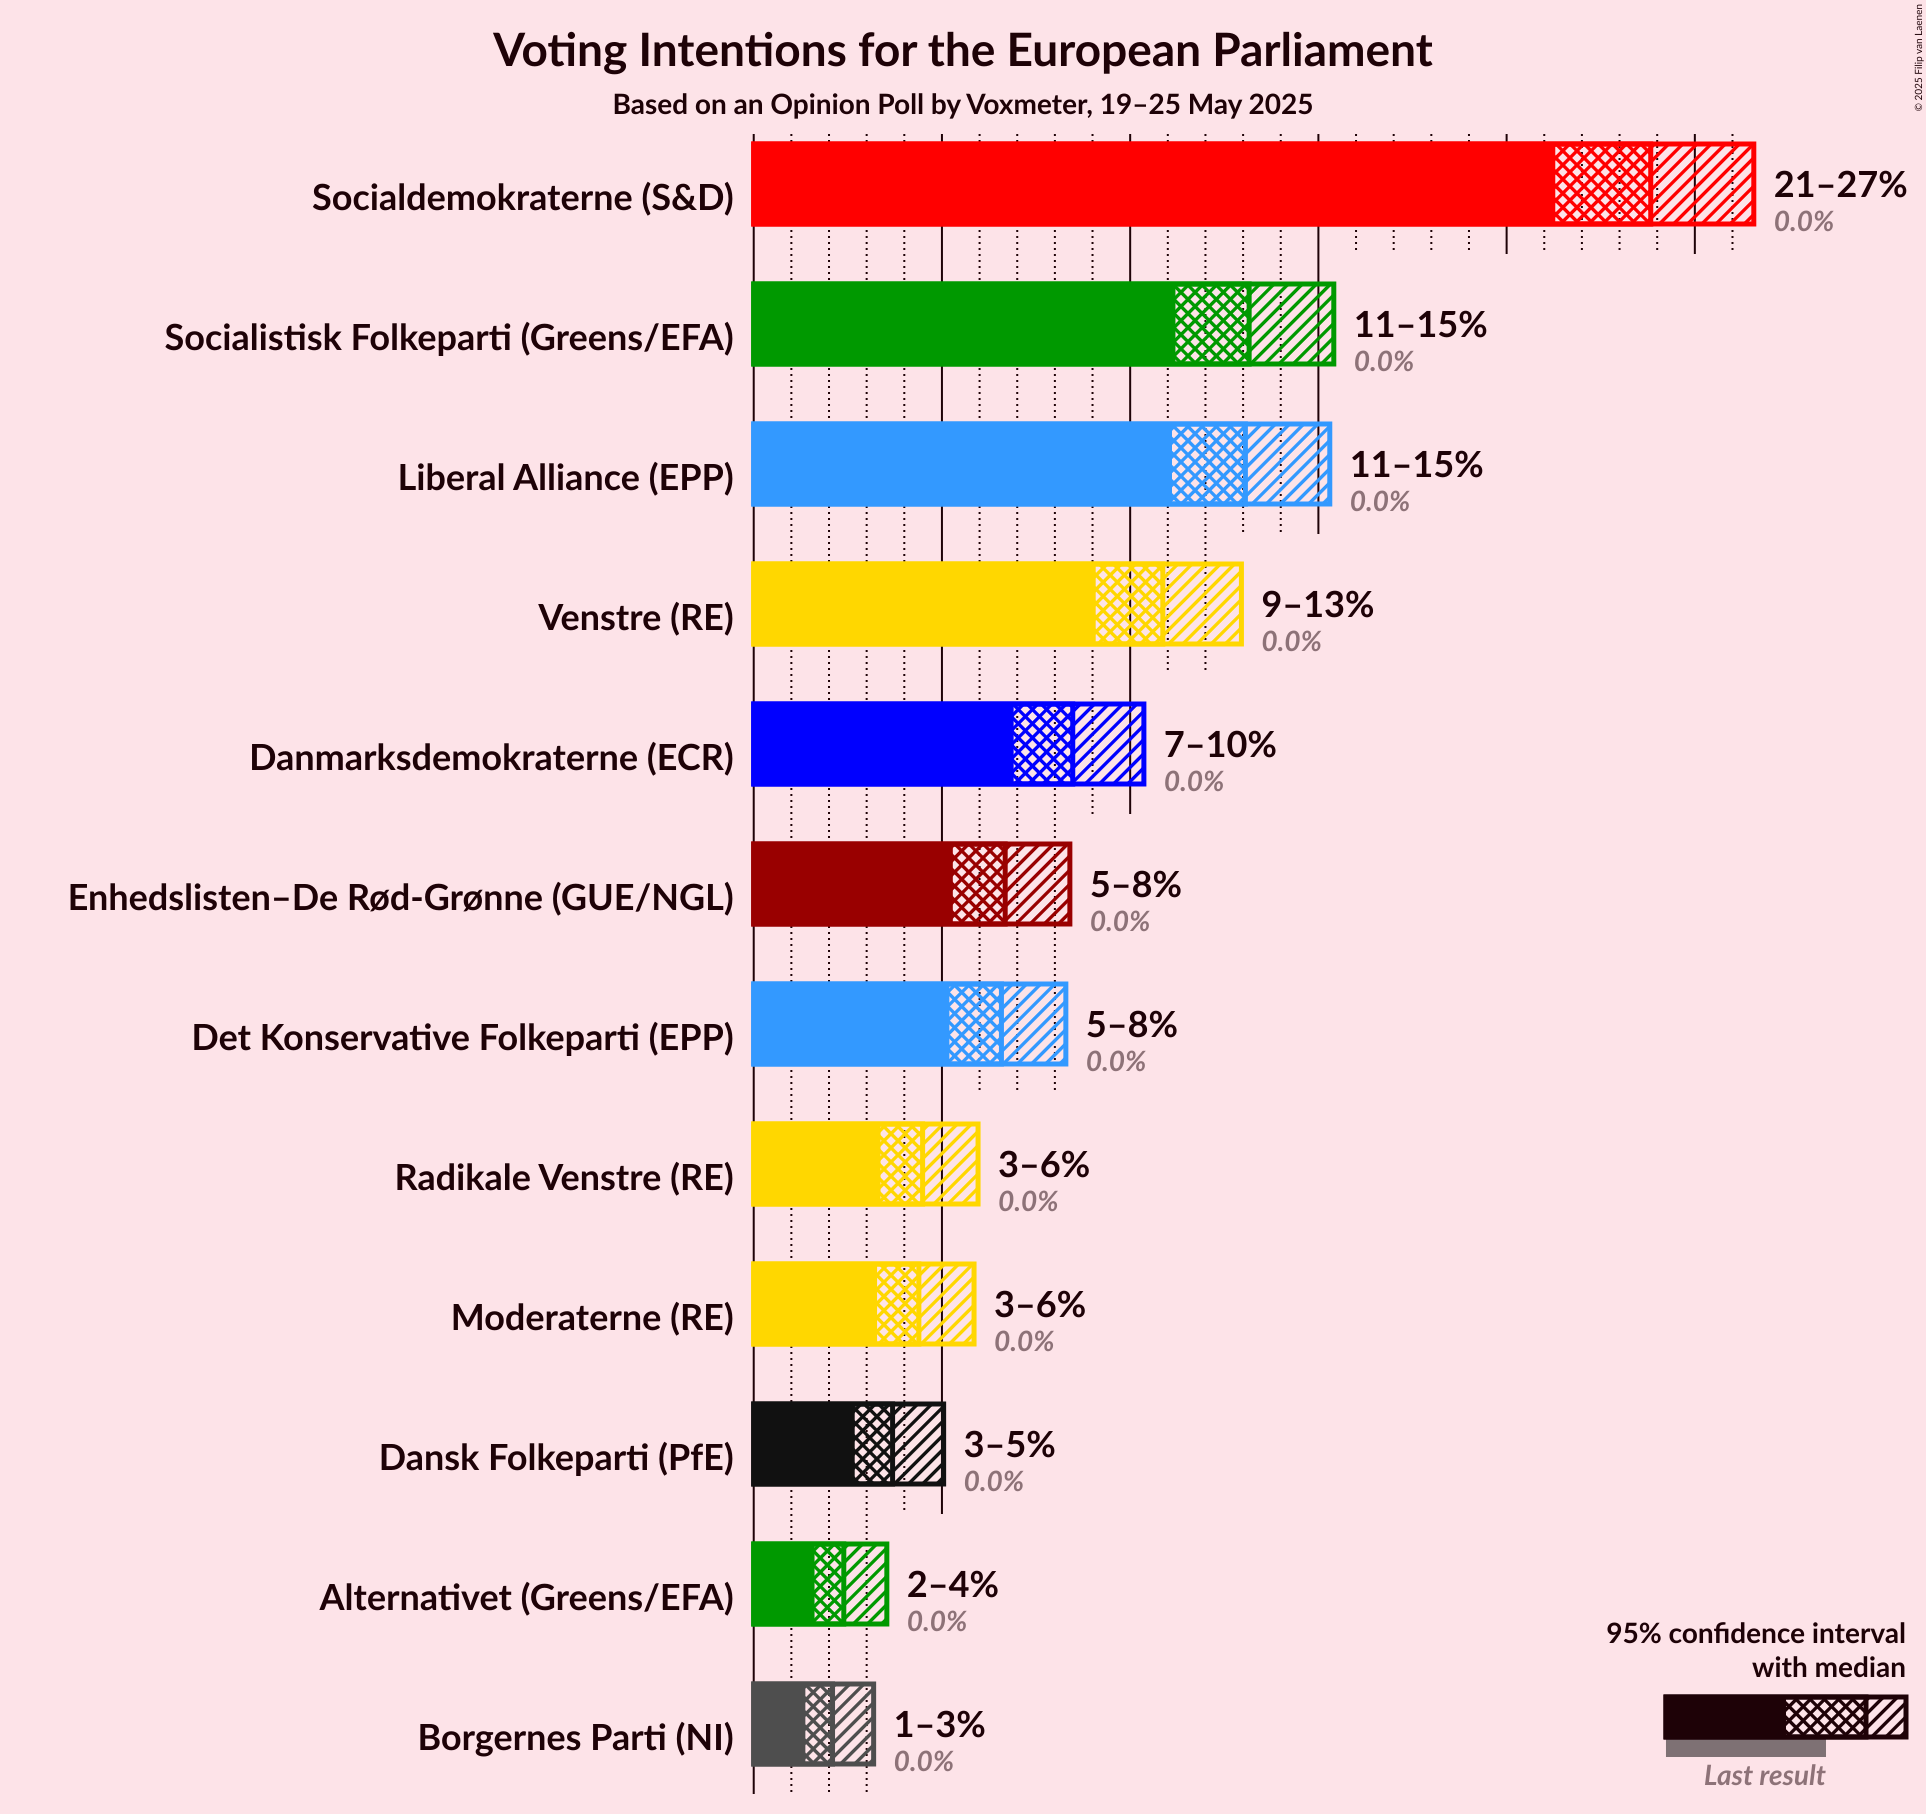 Voting Intentions for the European Parliament
Based on an Opinion Poll by Voxmeter, 19–25 May 2025
© 2025 Filip van Laenen
Socialdemokraterne (S&D)
21–27%
0.0%
Socialistisk Folkeparti (Greens/EFA)
11–15%
0.0%
Liberal Alliance (EPP)
11–15%
0.0%
Venstre (RE)
9–13%
0.0%
Danmarksdemokraterne (ECR)
7–10%
0.0%
Enhedslisten–De Rød-Grønne (GUE/NGL)
5–8%
0.0%
Det Konservative Folkeparti (EPP)
5–8%
0.0%
Radikale Venstre (RE)
3–6%
0.0%
Moderaterne (RE)
3–6%
0.0%
Dansk Folkeparti (PfE)
3–5%
0.0%
Alternativet (Greens/EFA)
2–4%
0.0%
Borgernes Parti (NI)
1–3%
0.0%
95% confidence interval
with median
Last result